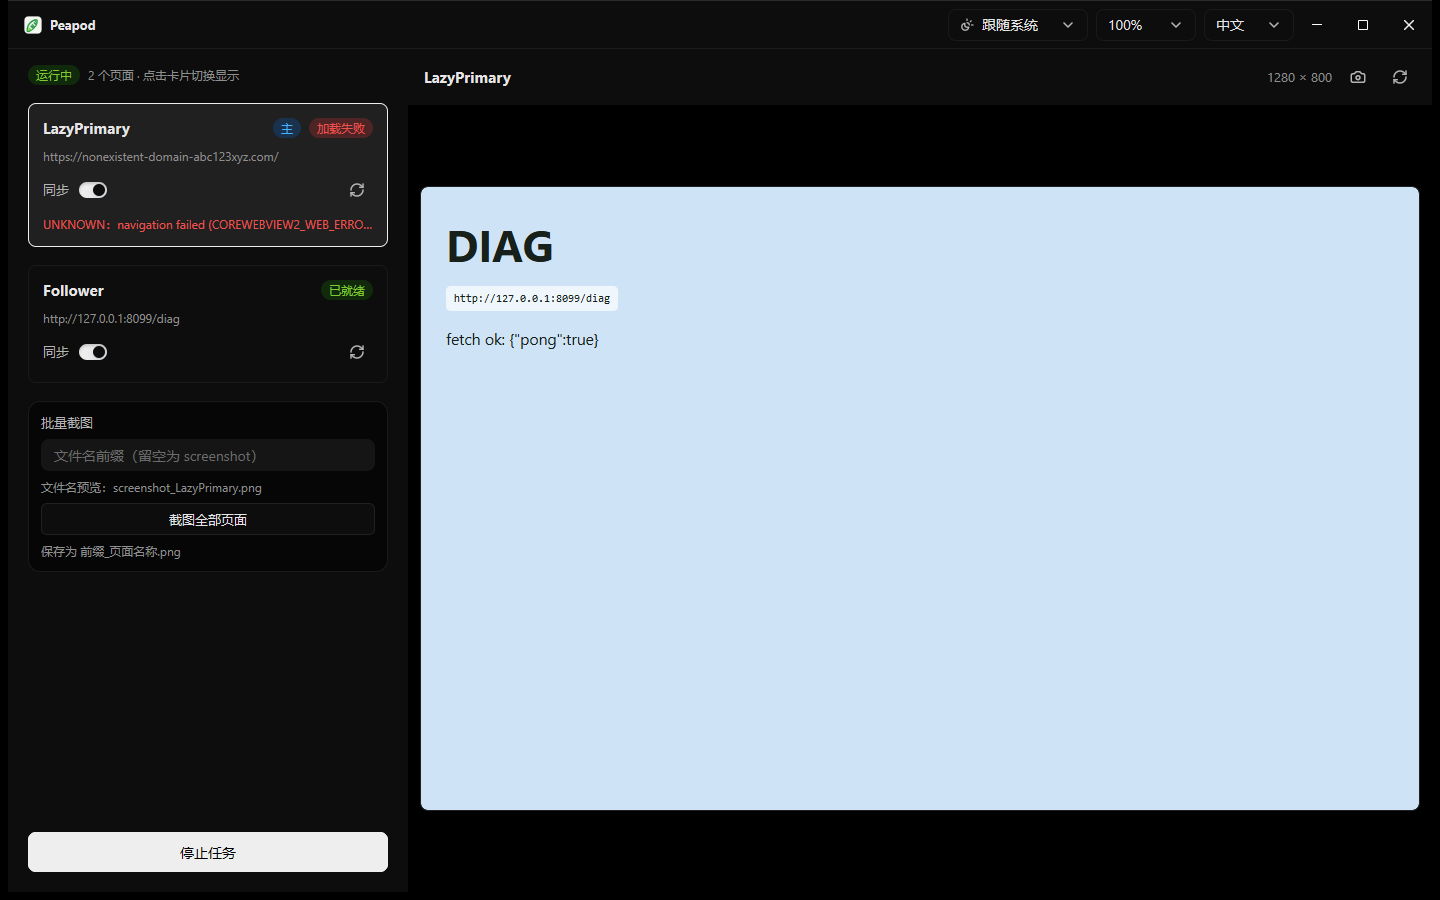 Peapod
跟随系统
100%
中文
运行中 2 个页面 · 点击卡片切换显示
LazyPrimary 主 加载失败
https://nonexistent-domain-abc123xyz.com/
同步
UNKNOWN: navigation failed (COREWEBVIEW2_WEB_ERRO...
Follower 已就绪
http://127.0.0.1:8099/diag
同步
批量截图
文件名前缀（留空为 screenshot）
文件名预览：screenshot_LazyPrimary.png
截图全部页面
保存为 前缀_页面名称.png
停止任务
LazyPrimary
1280 × 800
DIAG
http://127.0.0.1:8099/diag
fetch ok: {"pong":true}